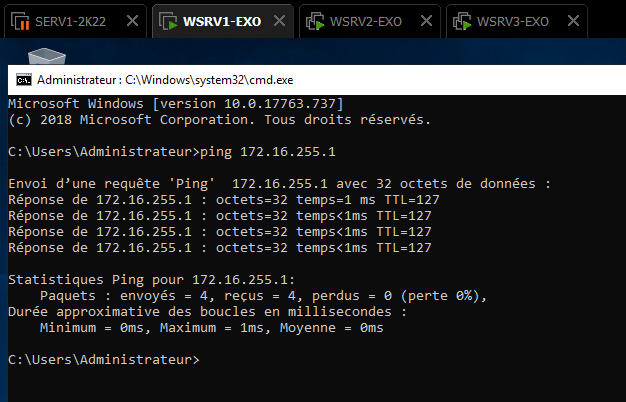 SERV1-2K22 WSRV1-EXO WSRV2-EXO WSRV3-EXO
Administrateur : C:\Windows\system32\cmd.exe
Microsoft Windows [version 10.0.17763.737]
(c) 2018 Microsoft Corporation. Tous droits réservés.
C:\Users\Administrateur>ping 172.16.255.1
Envoi d’une requête 'Ping'  172.16.255.1 avec 32 octets de données :
Réponse de 172.16.255.1 : octets=32 temps=1 ms TTL=127
Réponse de 172.16.255.1 : octets=32 temps<1ms TTL=127
Réponse de 172.16.255.1 : octets=32 temps<1ms TTL=127
Réponse de 172.16.255.1 : octets=32 temps<1ms TTL=127
Statistiques Ping pour 172.16.255.1:
    Paquets : envoyés = 4, reçus = 4, perdus = 0 (perte 0%),
Durée approximative des boucles en millisecondes :
    Minimum = 0ms, Maximum = 1ms, Moyenne = 0ms
C:\Users\Administrateur>